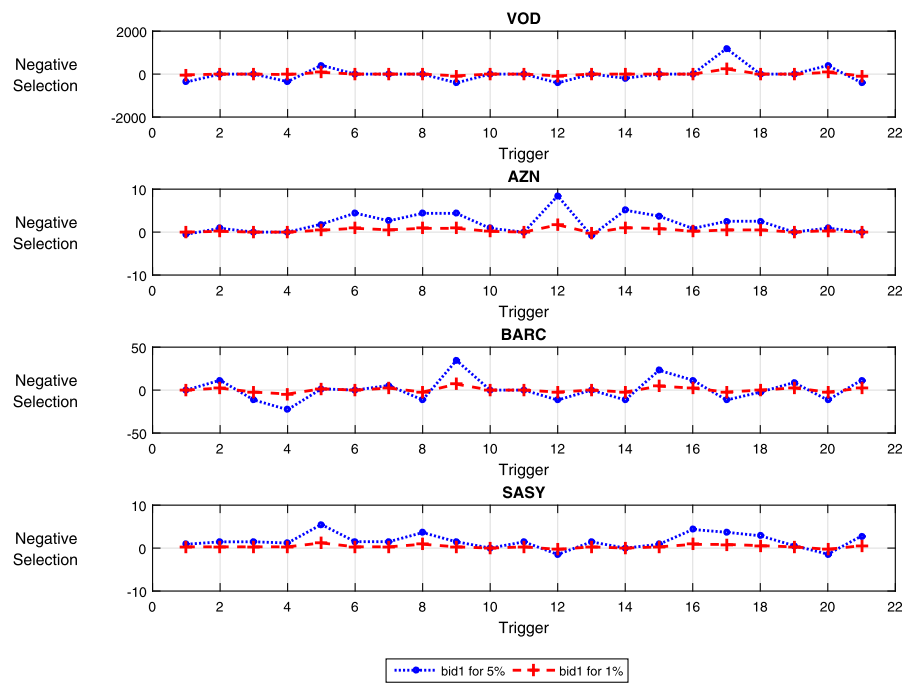 VOD
2000
0
-2000
Negative
Selection
0 2 4 6 8 10 12 14 16 18 20 22
Trigger
AZN
10
0
-10
Negative
Selection
0 2 4 6 8 10 12 14 16 18 20 22
Trigger
BARC
50
0
-50
Negative
Selection
0 2 4 6 8 10 12 14 16 18 20 22
Trigger
SASY
10
0
-10
Negative
Selection
0 2 4 6 8 10 12 14 16 18 20 22
Trigger
bid1 for 5% bid1 for 1%